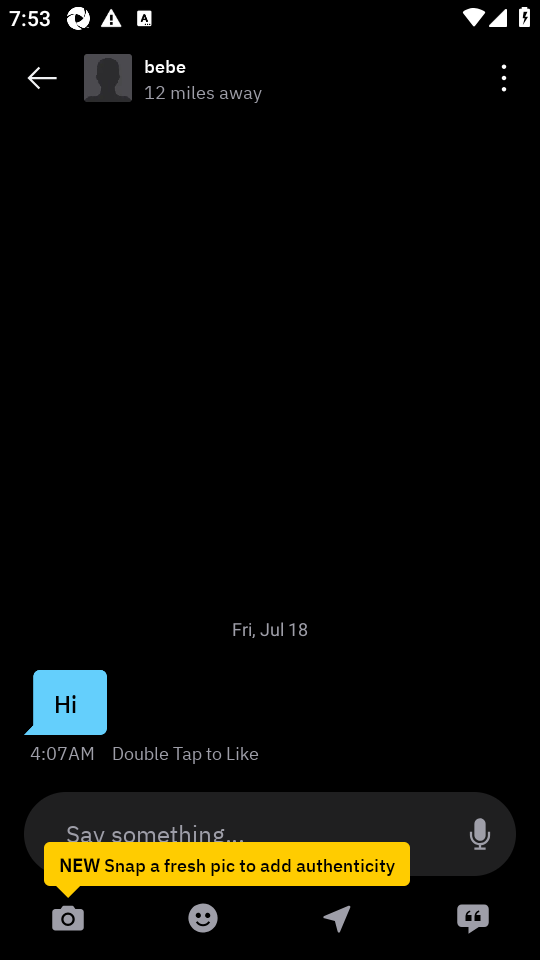 7:53
bebe
12 miles away
Fri, Jul 18
Hi
4:07AM Double Tap to Like
Say something...
NEW Snap a fresh pic to add authenticity